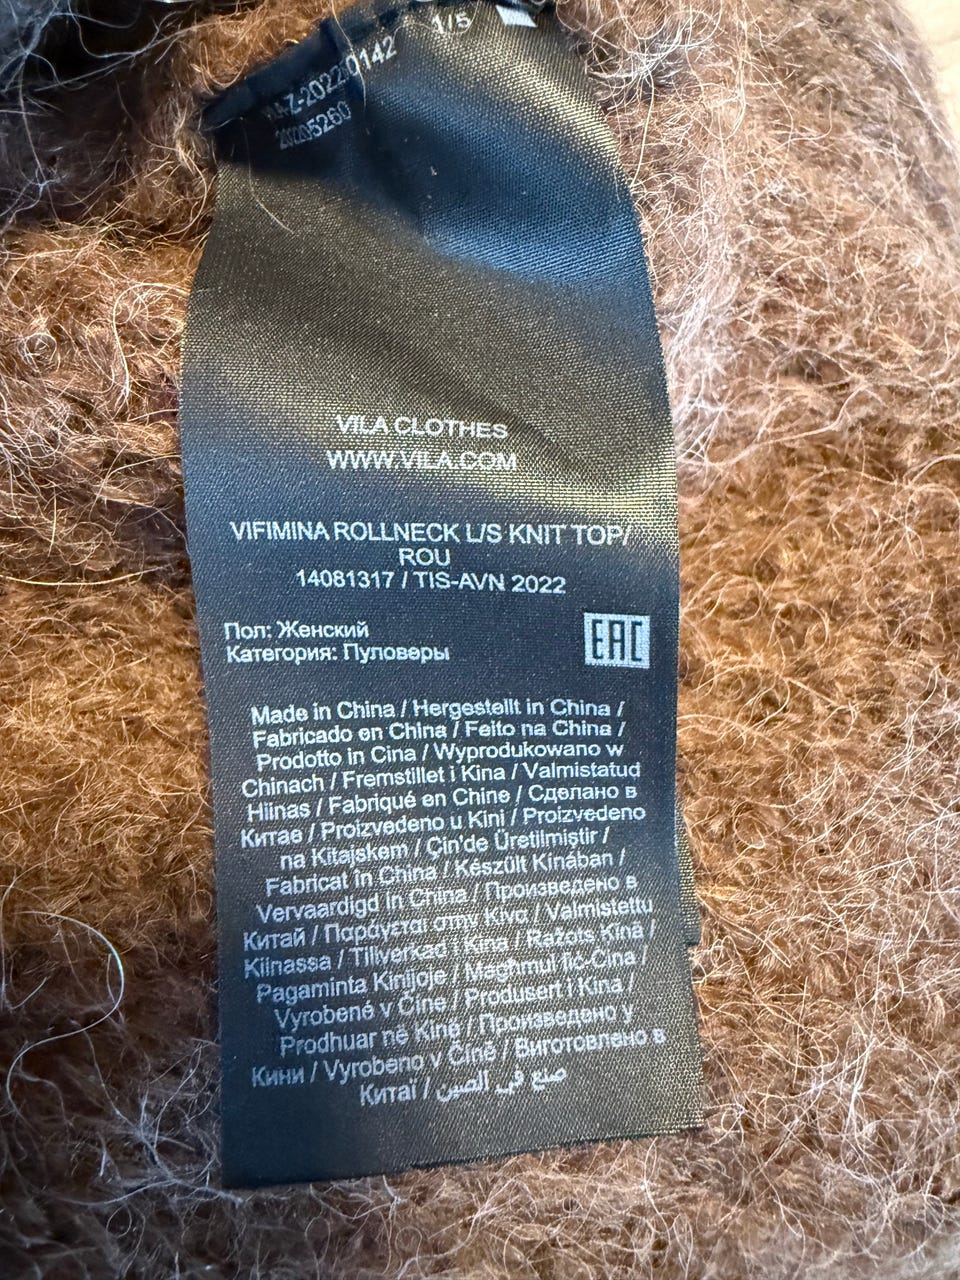 1/5
20205260
VILA CLOTHES
WWW.VILA.COM
VIFIMINA ROLLNECK L/S KNIT TOP/
ROU
14081317 / TIS-AVN 2022
Пол: Женский
Категория: Пуловеры
EAC
Made in China / Hergestellt in China /
Fabricado en China / Feito na China /
Prodotto in Cina / Wyprodukowano w
Chinach / Fremstillet i Kina / Valmistatud
Hiinas / Fabriqué en Chine / Сделано в
Китае / Proizvedeno u Kini / Proizvedeno
na Kitajskem / Çin'de Üretilmiştir /
Fabricat în China / Készült Kínában /
Vervaardigd in China / Произведено в
Китай / Παράγεται στην Κίνα / Valmistettu
Kiinassa / Tillverkad i Kina / Ražots Ķīnā /
Pagaminta Kinijoje / Magħmul fiċ-Ċina /
Vyrobené v Číne / Produsert i Kina /
Prodhuar në Kinë / Произведено у
Кини / Vyrobeno v Číně / Виготовлено в
Китаї / صنع في الصين